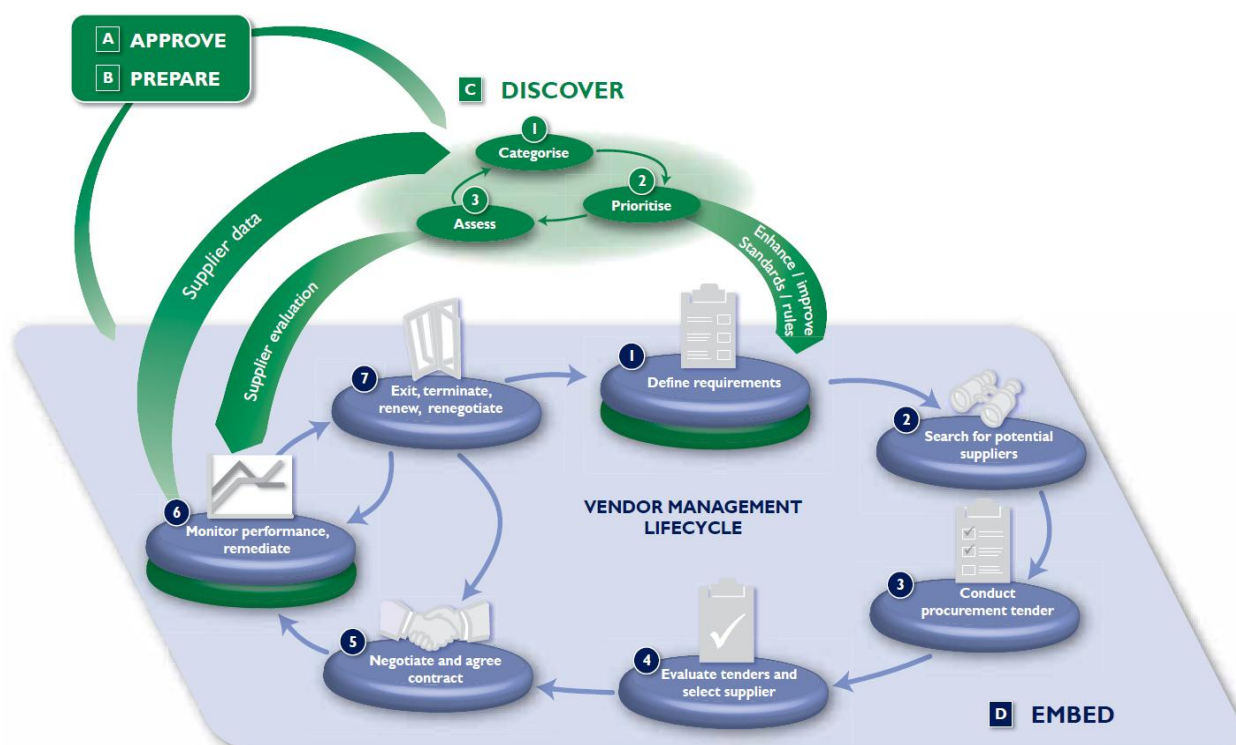 A APPROVE
B PREPARE
C DISCOVER
1
Categorise
2
Prioritise
3
Assess
Supplier data
Supplier evaluation
Enhance / improve
Standards / rules
1
Define requirements
2
Search for potential
suppliers
3
Conduct
procurement tender
4
Evaluate tenders and
select supplier
5
Negotiate and agree
contract
6
Monitor performance,
remediate
7
Exit, terminate,
renew, renegotiate
VENDOR MANAGEMENT
LIFECYCLE
D EMBED